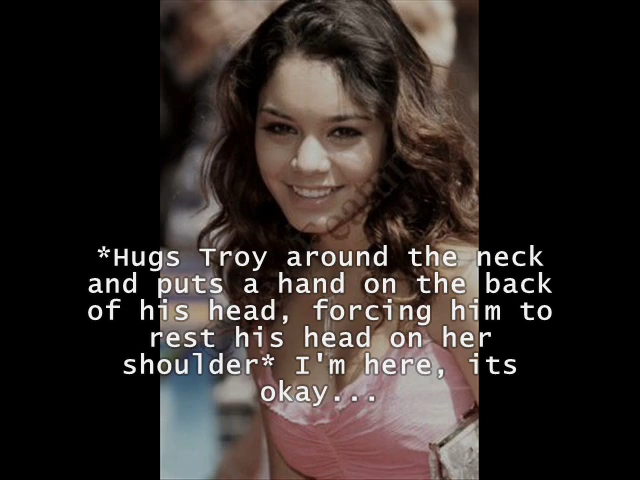 *Hugs Troy around the neck
and puts a hand on the back
of his head, forcing him to
rest his head on her
shoulder* I'm here, its
okay...